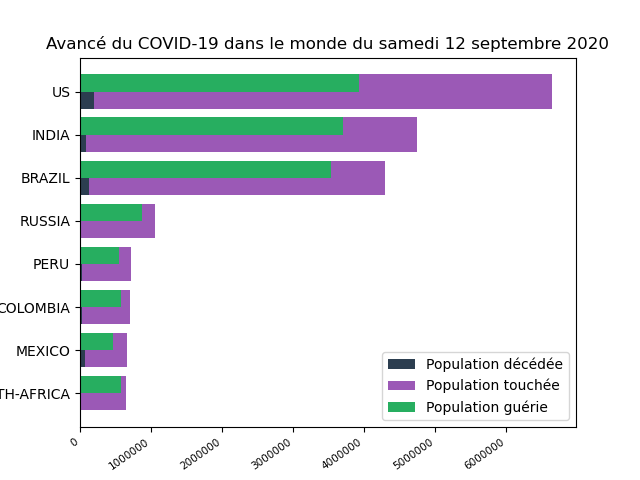 Avancé du COVID-19 dans le monde du samedi 12 septembre 2020
US
INDIA
BRAZIL
RUSSIA
PERU
COLOMBIA
MEXICO
TH-AFRICA
Population décédée
Population touchée
Population guérie
0
1000000
2000000
3000000
4000000
5000000
6000000